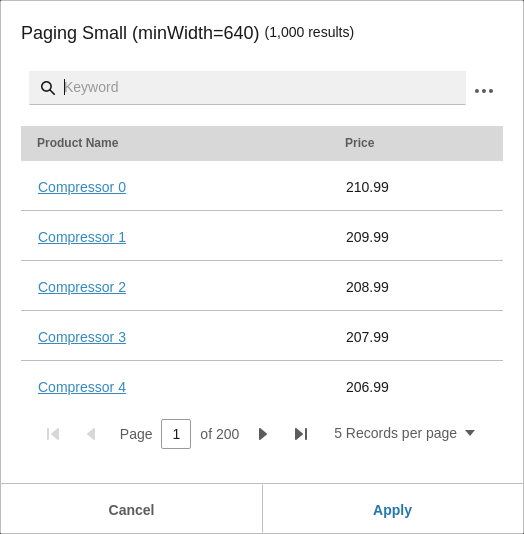 Paging Small (minWidth=640) (1,000 results)
Keyword
Product Name Price
Compressor 0 210.99
Compressor 1 209.99
Compressor 2 208.99
Compressor 3 207.99
Compressor 4 206.99
Page 1 of 200 5 Records per page
Cancel Apply